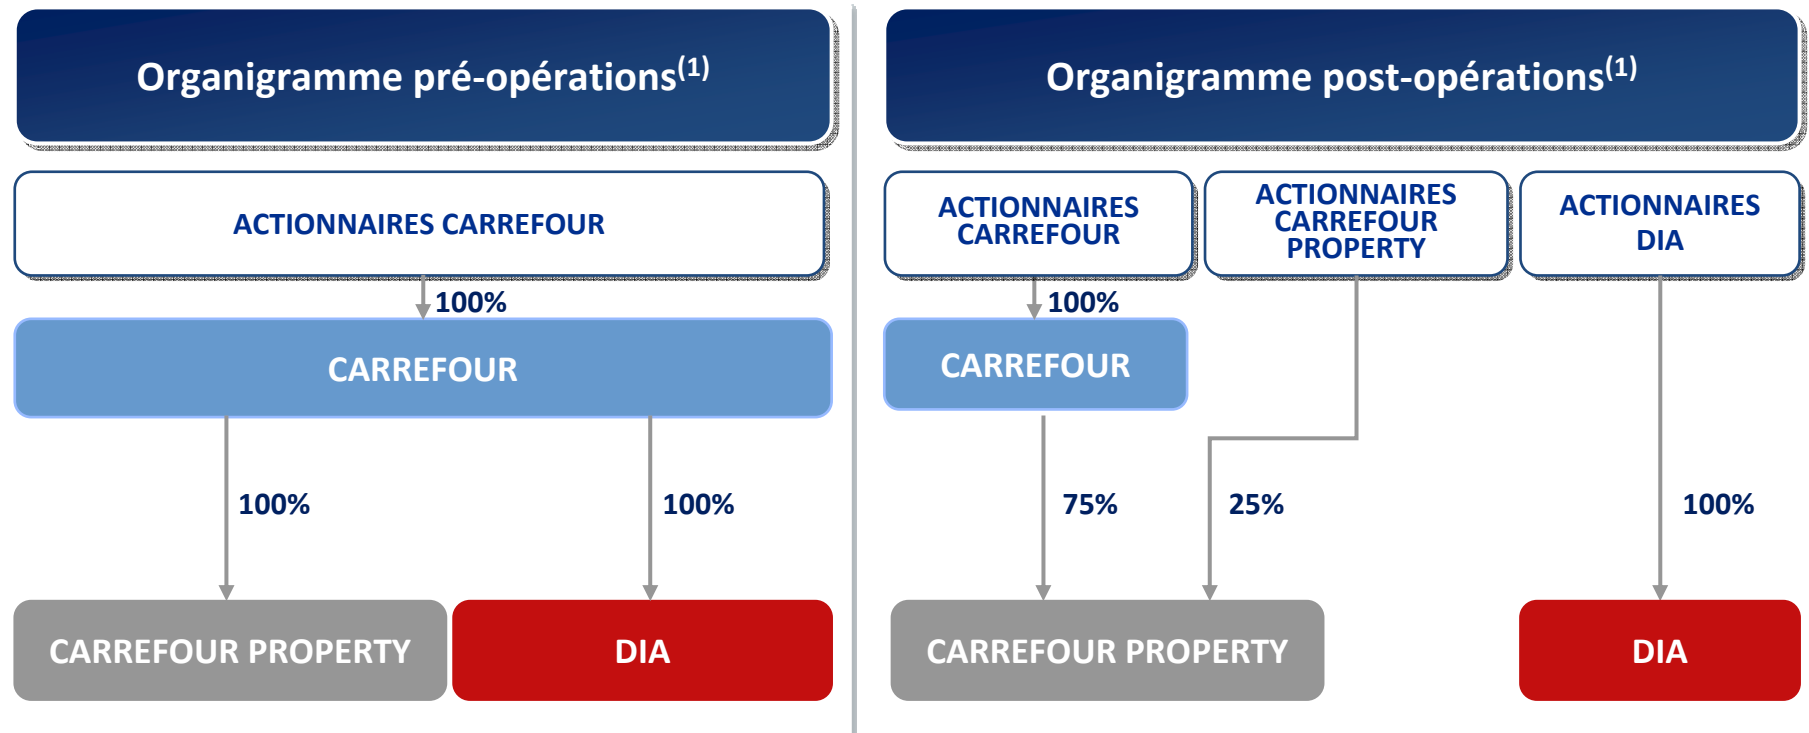 Organigramme pré-opérations(1)
ACTIONNAIRES CARREFOUR
100%
CARREFOUR
100%
100%
CARREFOUR PROPERTY
DIA
Organigramme post-opérations(1)
ACTIONNAIRES
CARREFOUR
ACTIONNAIRES
CARREFOUR
PROPERTY
ACTIONNAIRES
DIA
100%
CARREFOUR
75%
25%
100%
CARREFOUR PROPERTY
DIA